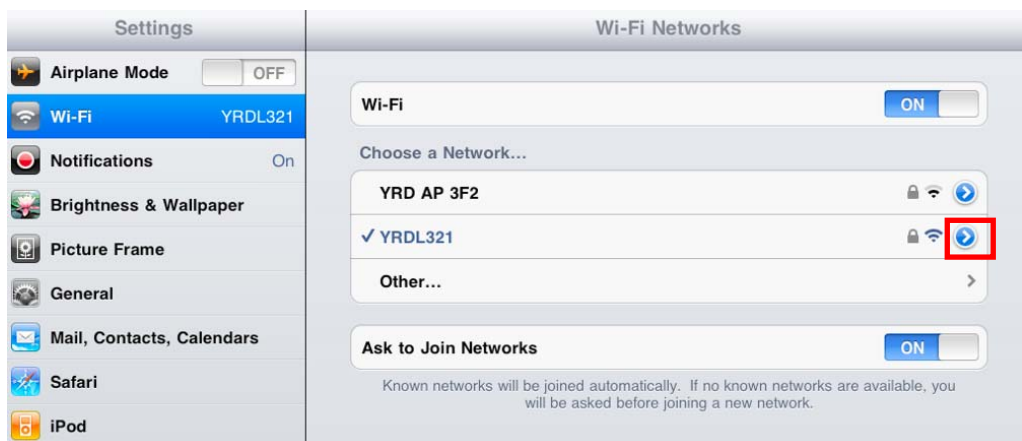 Settings
Airplane Mode OFF
Wi-Fi YRDL321
Notifications On
Brightness & Wallpaper
Picture Frame
General
Mail, Contacts, Calendars
Safari
iPod
Wi-Fi Networks
Wi-Fi ON
Choose a Network...
YRD AP 3F2
✓ YRDL321
Other...
Ask to Join Networks ON
Known networks will be joined automatically. If no known networks are available, you
will be asked before joining a new network.